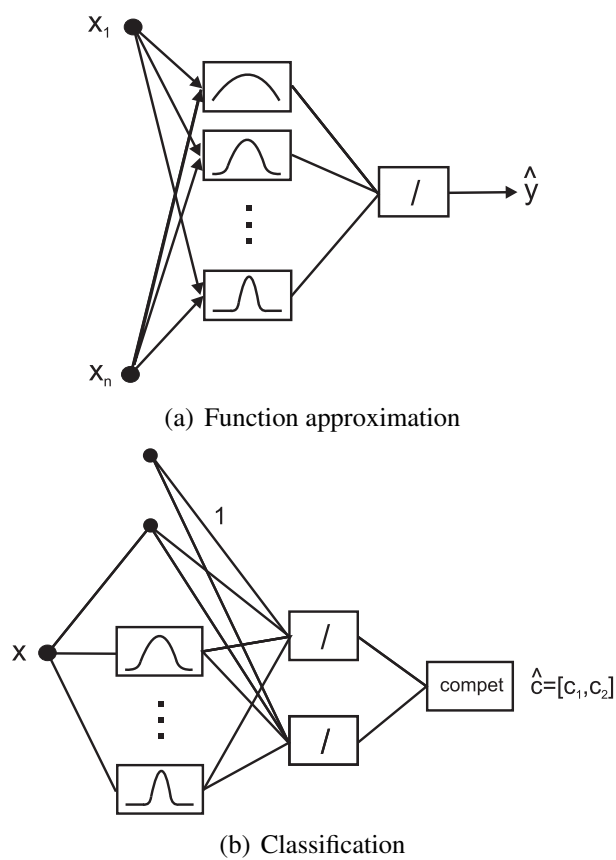 x₁
/
ŷ
xₙ
(a) Function approximation
1
x
/
compet
ĉ=[c₁,c₂]
/
(b) Classification